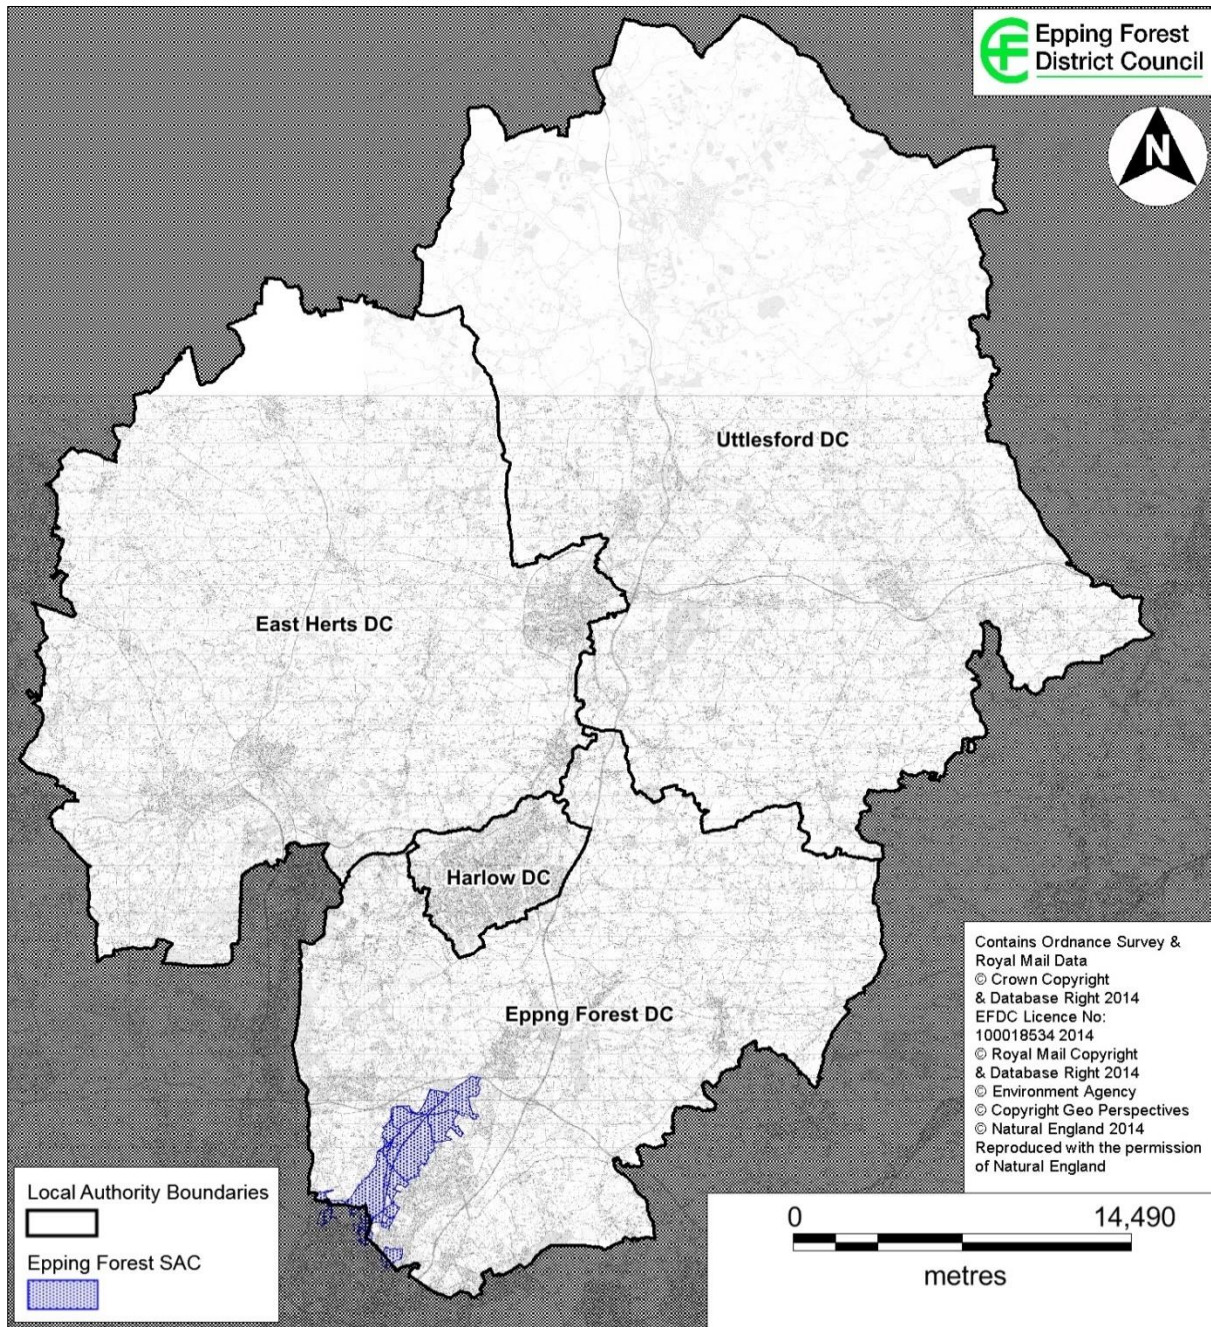 Epping Forest
District Council
N
Uttlesford DC
East Herts DC
Harlow DC
Eppng Forest DC
Contains Ordnance Survey &
Royal Mail Data
© Crown Copyright
& Database Right 2014
EFDC Licence No:
100018534 2014
© Royal Mail Copyright
& Database Right 2014
© Environment Agency
© Copyright Geo Perspectives
© Natural England 2014
Reproduced with the permission
of Natural England
Local Authority Boundaries
Epping Forest SAC
0 14,490
metres